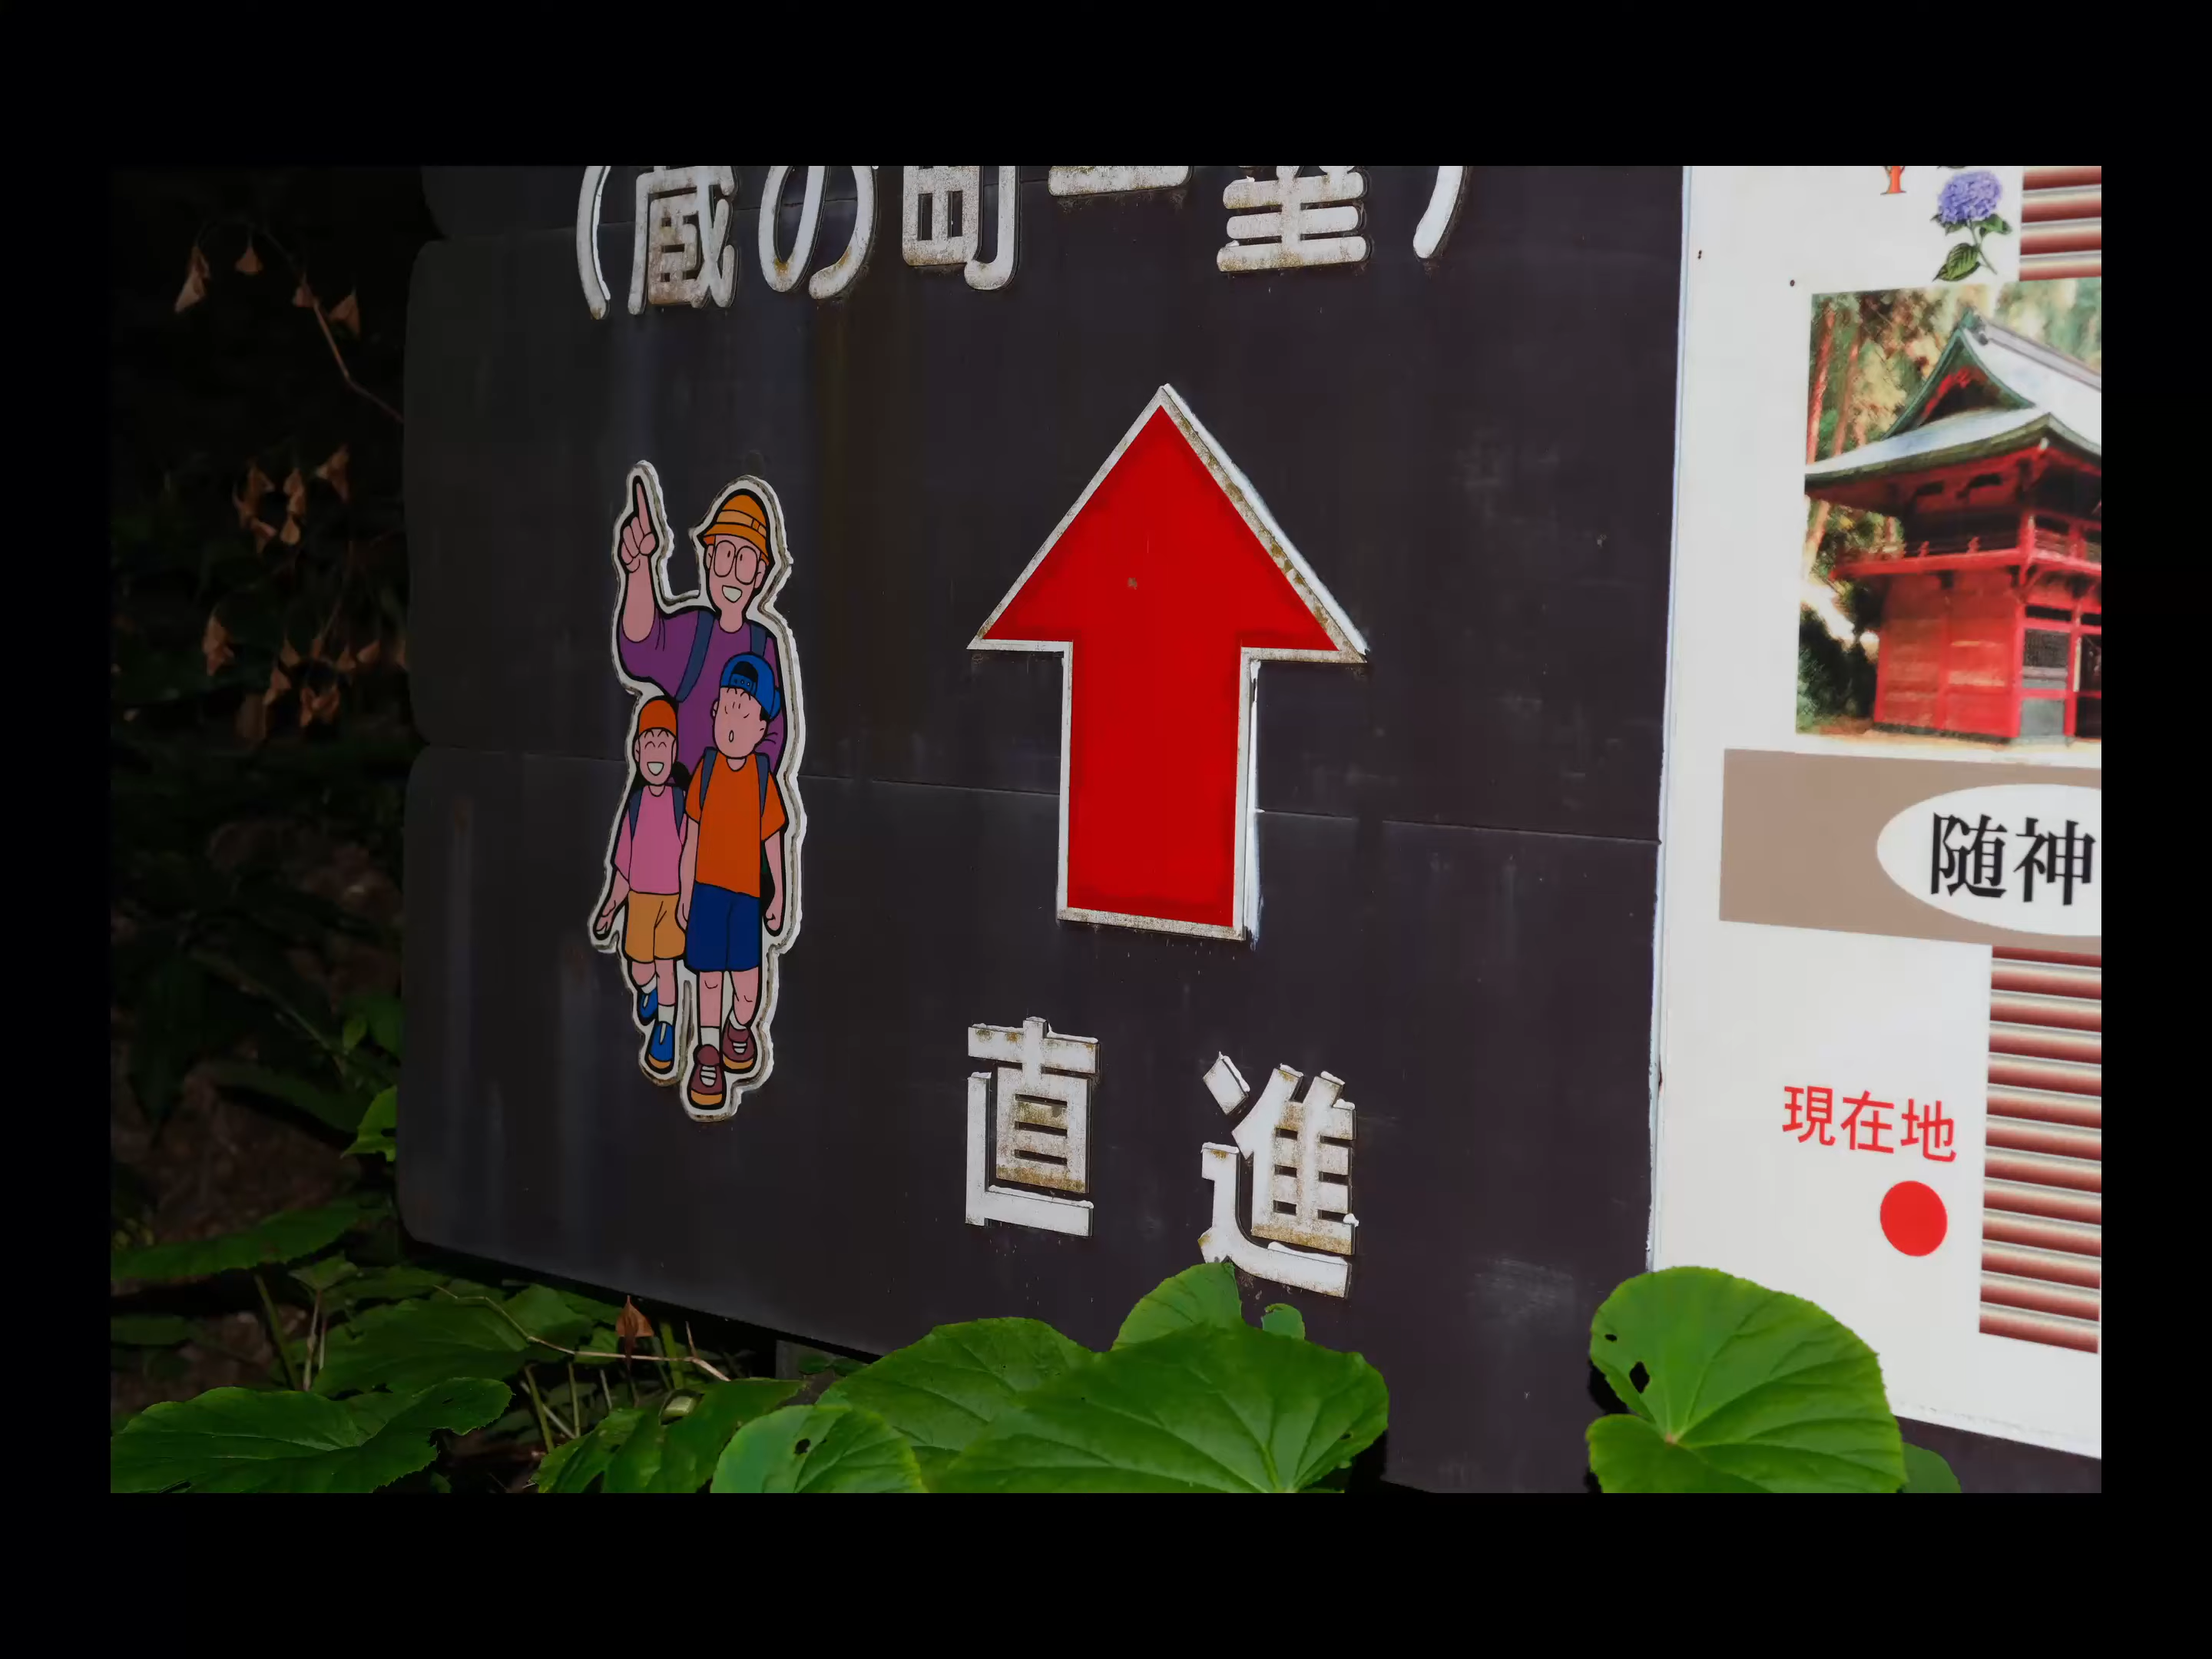 (蔵の町一望)
直進
随神
現在地